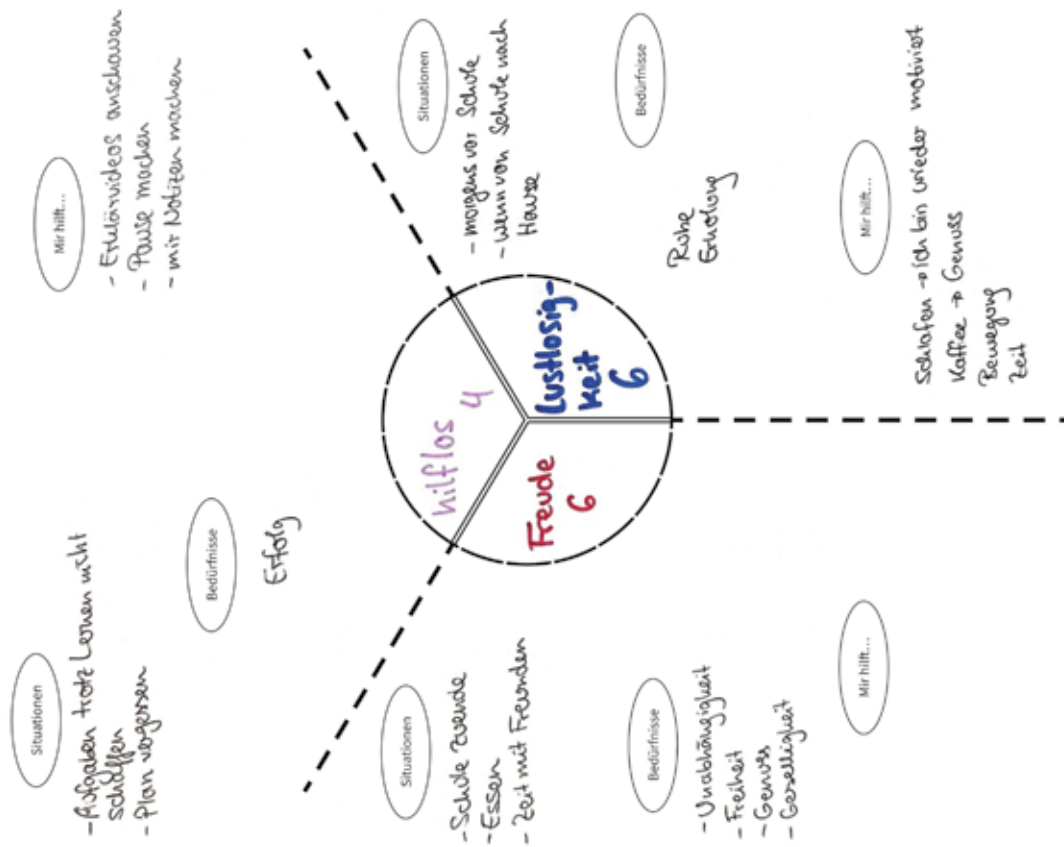 Situationen
- Aufgaben trotz Lernen nicht
schaffen
- Plan vergessen
Bedürfnisse
Erfolg
Mir hilft...
- Erklärvideos anschauen
- Pause machen
- mir Notizen machen
hilflos
4
Situationen
- Schule zuende
- Essen
- Zeit mit Freunden
Bedürfnisse
- Unabhängigkeit
- Freiheit
- Genuss
- Geselligkeit
Mir hilft...
Freude
6
Lustlosig-
keit
6
Situationen
- morgens vor Schule
- wenn von Schule nach
Hause
Bedürfnisse
Ruhe
Erholung
Mir hilft...
Schlafen → ich bin wieder motiviert
Kaffee → Genuss
Bewegung
Zeit